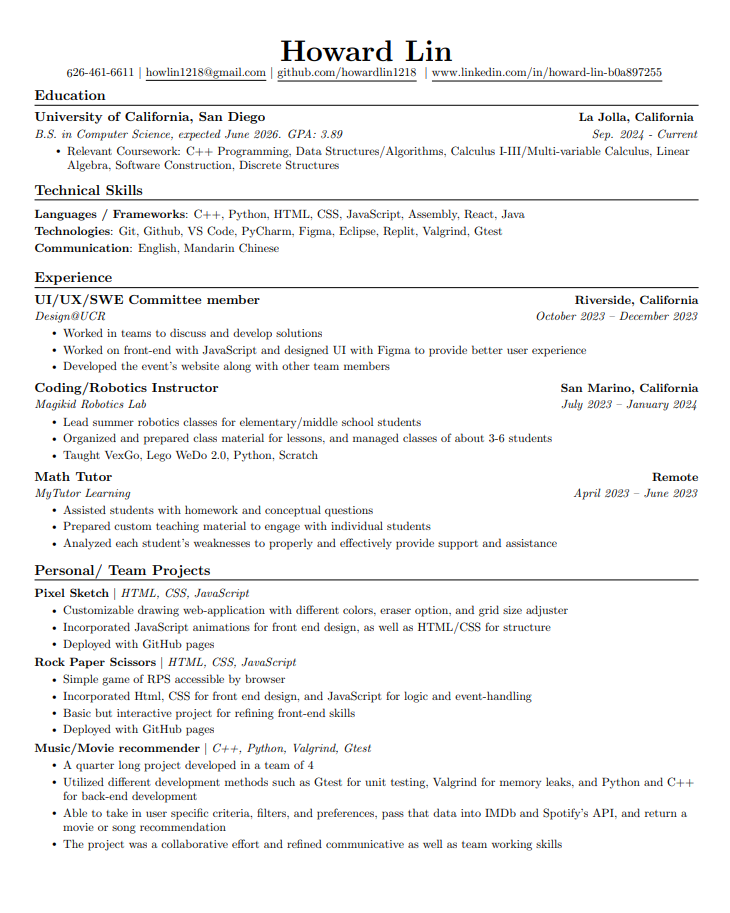 Howard Lin
626-461-6611 | howlin1218@gmail.com | github.com/howardlin1218 | www.linkedin.com/in/howard-lin-b0a897255
Education
University of California, San Diego La Jolla, California
B.S. in Computer Science, expected June 2026. GPA: 3.89 Sep. 2024 - Current
• Relevant Coursework: C++ Programming, Data Structures/Algorithms, Calculus I-III/Multi-variable Calculus, Linear
Algebra, Software Construction, Discrete Structures
Technical Skills
Languages / Frameworks: C++, Python, HTML, CSS, JavaScript, Assembly, React, Java
Technologies: Git, Github, VS Code, PyCharm, Figma, Eclipse, Replit, Valgrind, Gtest
Communication: English, Mandarin Chinese
Experience
UI/UX/SWE Committee member Riverside, California
Design@UCR October 2023 – December 2023
• Worked in teams to discuss and develop solutions
• Worked on front-end with JavaScript and designed UI with Figma to provide better user experience
• Developed the event's website along with other team members
Coding/Robotics Instructor San Marino, California
Magikid Robotics Lab July 2023 – January 2024
• Lead summer robotics classes for elementary/middle school students
• Organized and prepared class material for lessons, and managed classes of about 3-6 students
• Taught VexGo, Lego WeDo 2.0, Python, Scratch
Math Tutor Remote
MyTutor Learning April 2023 – June 2023
• Assisted students with homework and conceptual questions
• Prepared custom teaching material to engage with individual students
• Analyzed each student's weaknesses to properly and effectively provide support and assistance
Personal/ Team Projects
Pixel Sketch | HTML, CSS, JavaScript
• Customizable drawing web-application with different colors, eraser option, and grid size adjuster
• Incorporated JavaScript animations for front end design, as well as HTML/CSS for structure
• Deployed with GitHub pages
Rock Paper Scissors | HTML, CSS, JavaScript
• Simple game of RPS accessible by browser
• Incorporated Html, CSS for front end design, and JavaScript for logic and event-handling
• Basic but interactive project for refining front-end skills
• Deployed with GitHub pages
Music/Movie recommender | C++, Python, Valgrind, Gtest
• A quarter long project developed in a team of 4
• Utilized different development methods such as Gtest for unit testing, Valgrind for memory leaks, and Python and C++
for back-end development
• Able to take in user specific criteria, filters, and preferences, pass that data into IMDb and Spotify's API, and return a
movie or song recommendation
• The project was a collaborative effort and refined communicative as well as team working skills